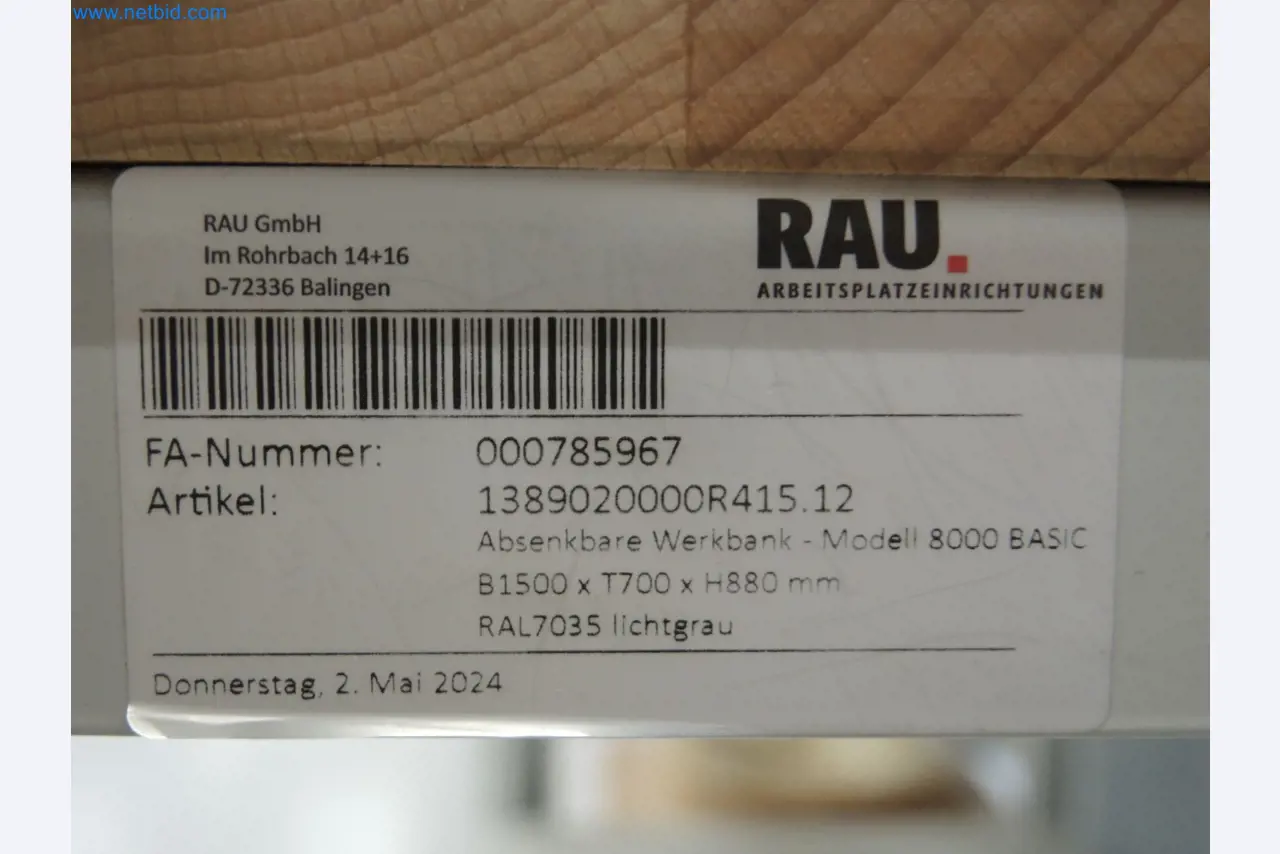 www.netbid.com
RAU GmbH
Im Rohrbach 14+16
D-72336 Balingen
RAU.
ARBEITSPLATZEINRICHTUNGEN
FA-Nummer: 000785967
Artikel: 1389020000R415.12
Absenkbare Werkbank - Modell 8000 BASIC
B1500 x T700 x H880 mm
RAL7035 lichtgrau
Donnerstag, 2. Mai 2024